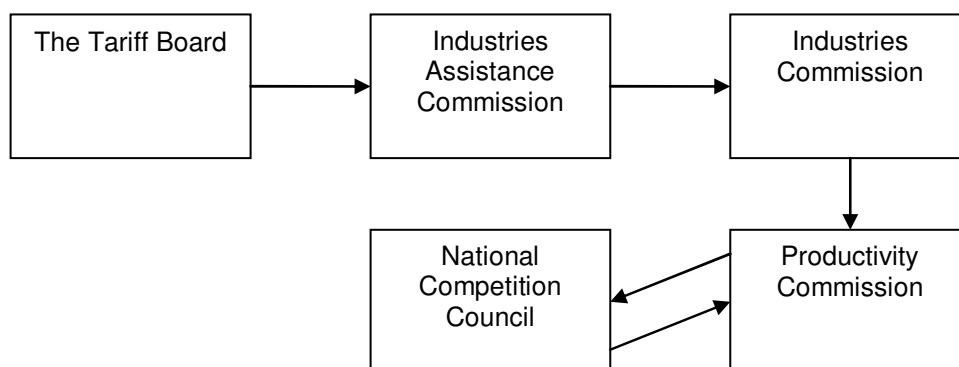 The Tariff Board
Industries
Assistance
Commission
Industries
Commission
National
Competition
Council
Productivity
Commission